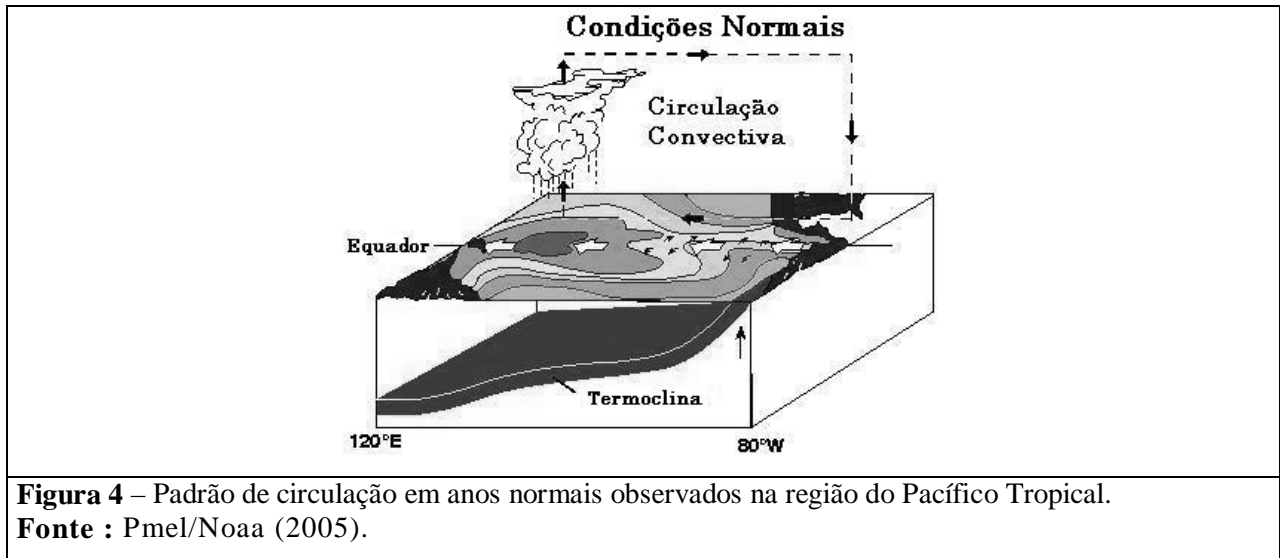 Condições Normais
Circulação
Convectiva
Equador
Termoclina
120°E
80°W
Figura 4 – Padrão de circulação em anos normais observados na região do Pacífico Tropical.
Fonte : Pmel/Noaa (2005).